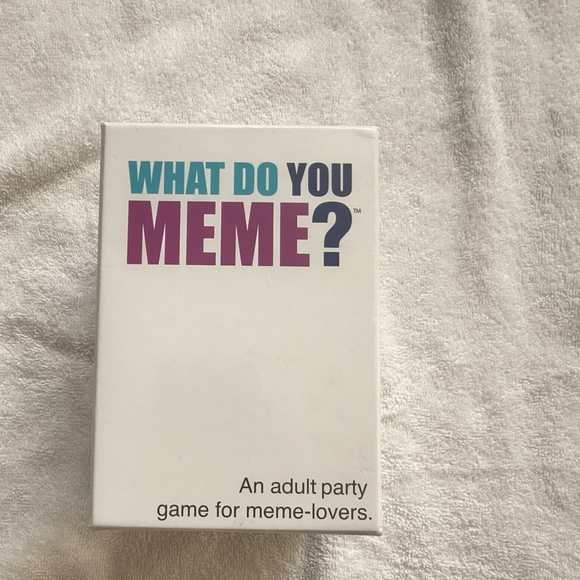 WHAT DO YOU
MEME?™
An adult party
game for meme-lovers.